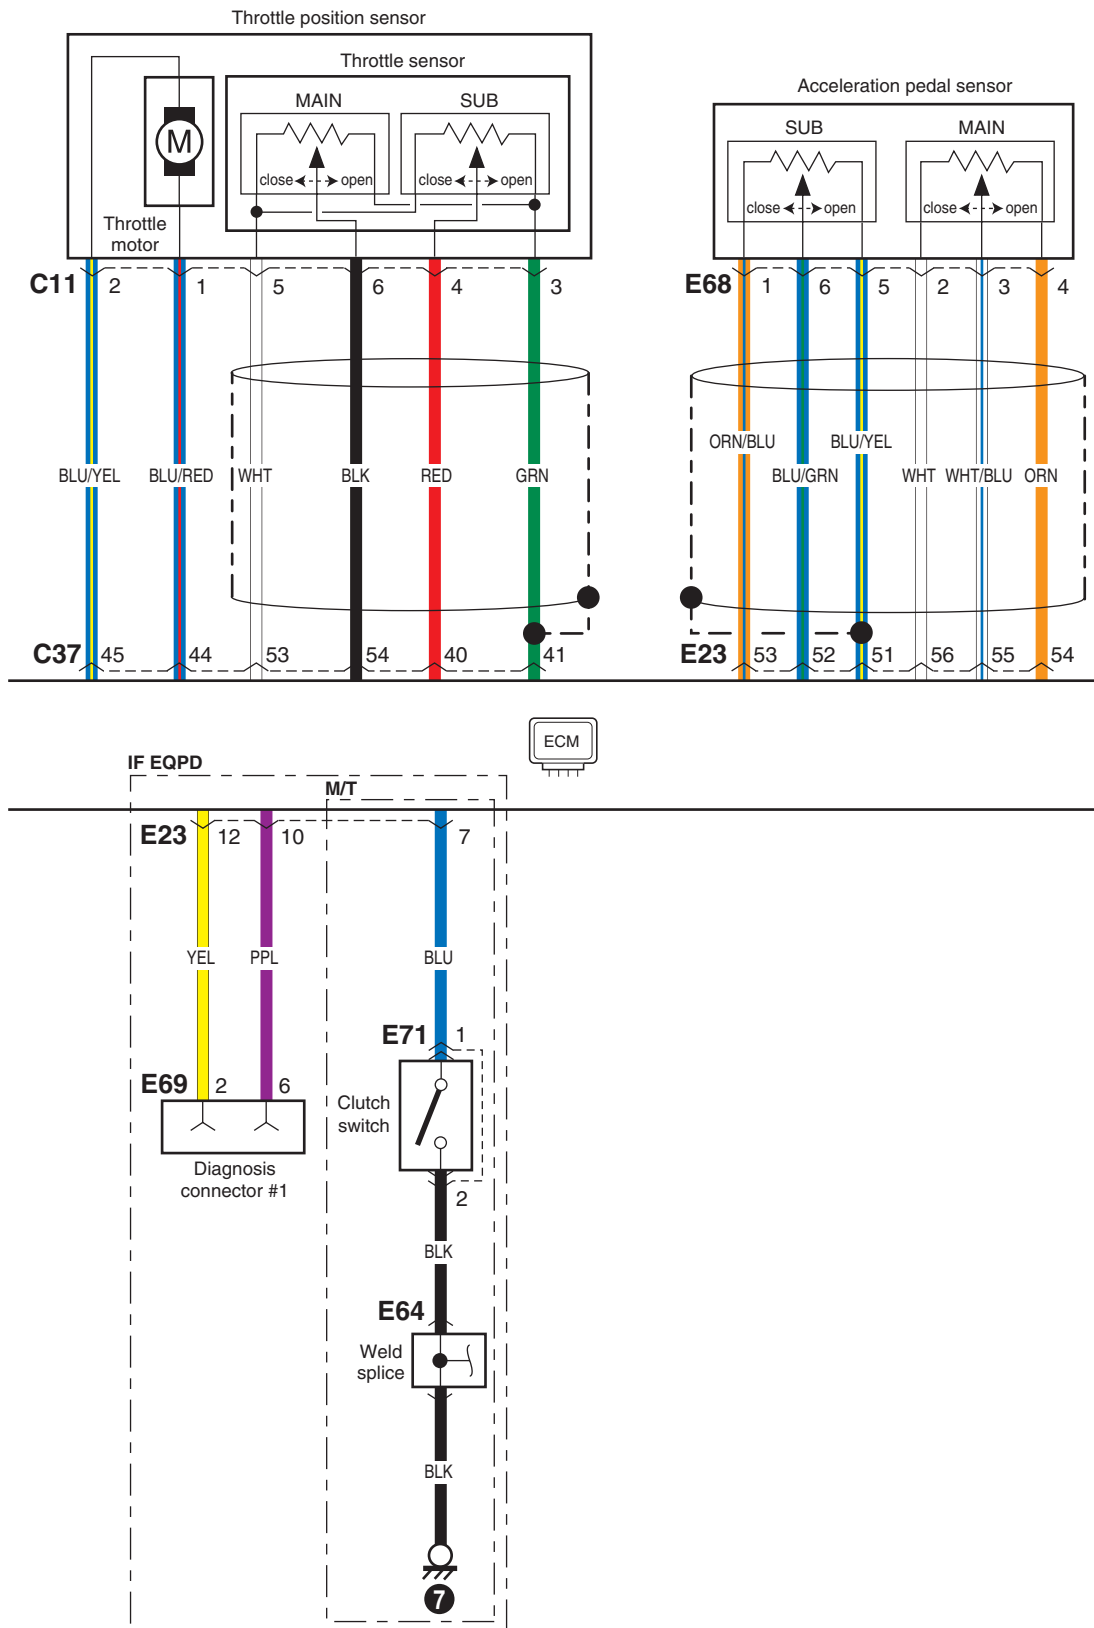 Throttle position sensor
Throttle sensor
MAIN SUB
close open close open
M
Throttle
motor
Acceleration pedal sensor
SUB MAIN
close open close open
C11 2 1 5 6 4 3
E68 1 6 5 2 3 4
ORN/BLU BLU/YEL
BLU/YEL BLU/RED WHT BLK RED GRN
BLU/GRN WHT WHT/BLU ORN
C37 45 44 53 54 40 41
E23 53 52 51 56 55 54
ECM
IF EQPD
M/T
E23 12 10 7
YEL PPL BLU
E71 1
E69 2 6
Clutch
switch
Diagnosis
connector #1
2
BLK
E64
Weld
splice
BLK
7